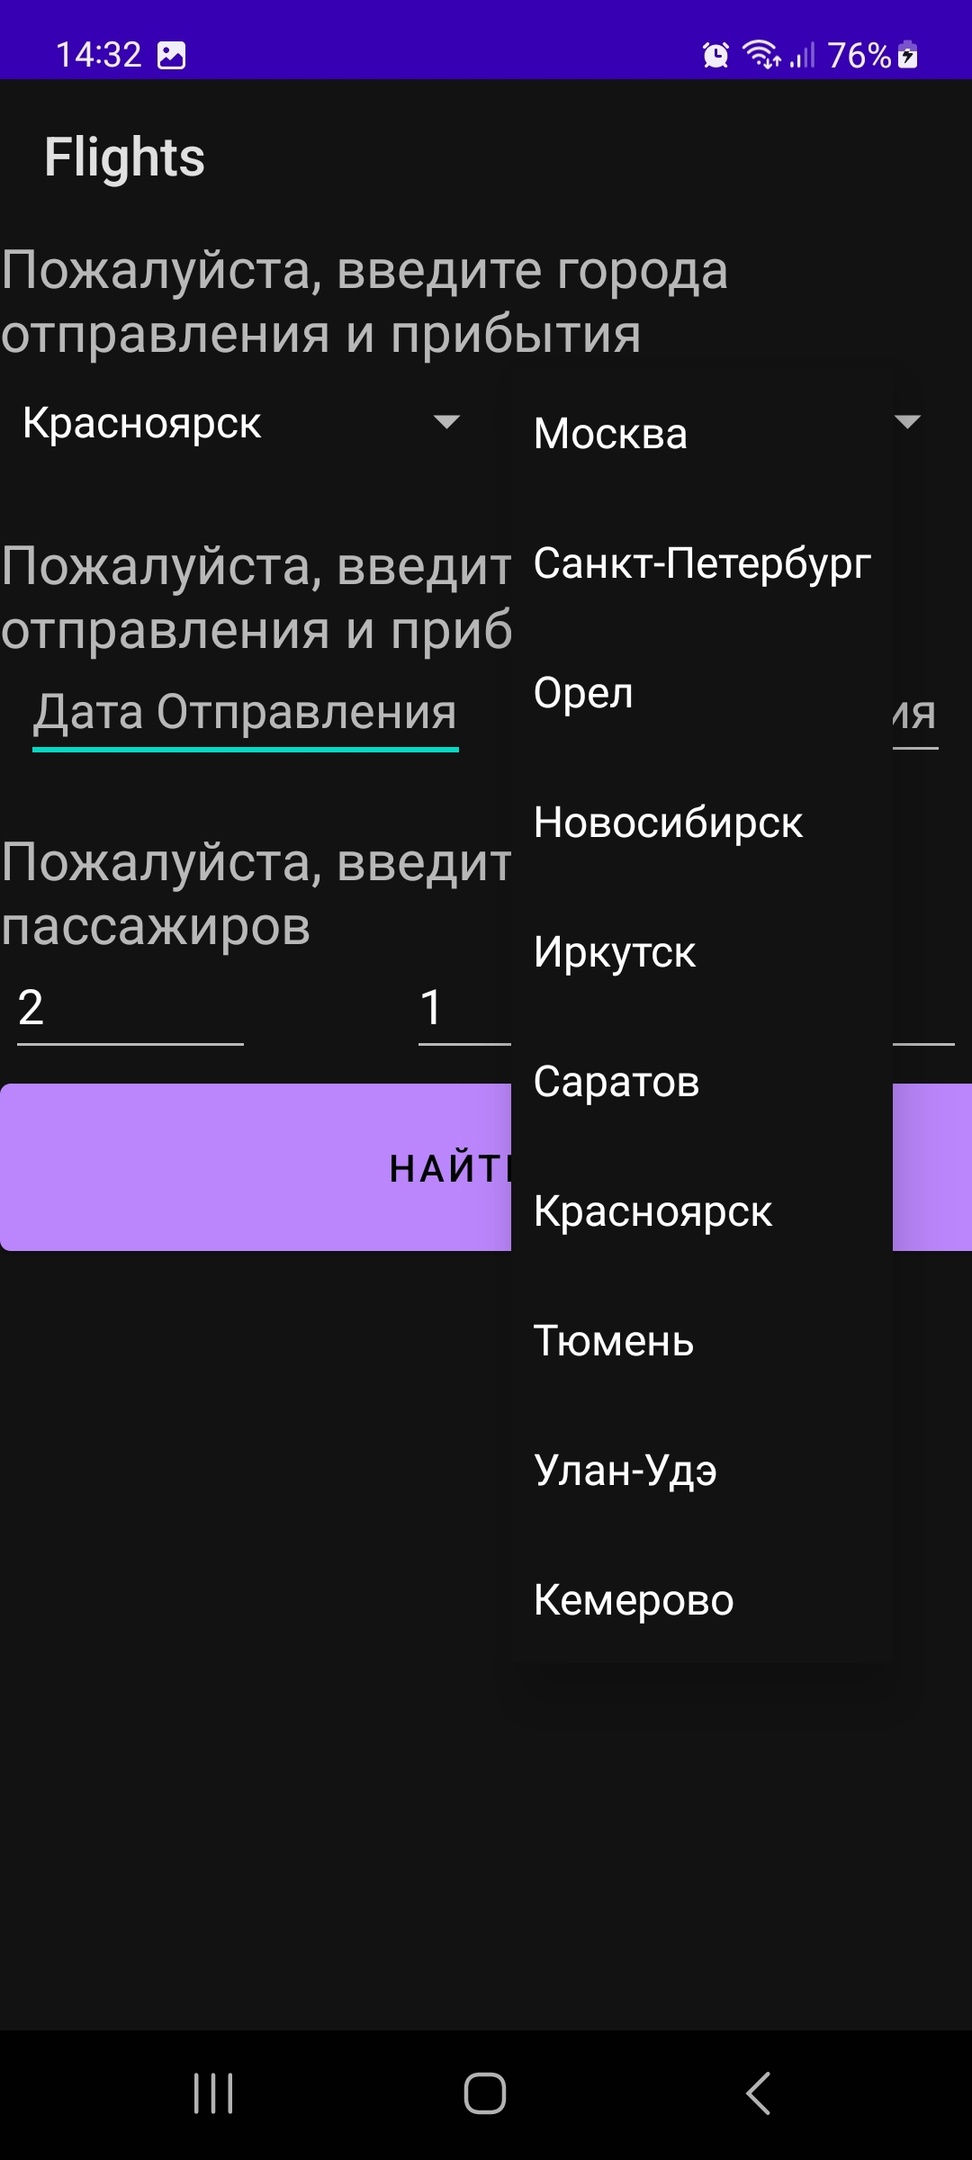 14:32 76%
Flights
Пожалуйста, введите города
отправления и прибытия
Красноярск
Пожалуйста, введит
отправления и приб
Дата Отправления ия
Пожалуйста, введит
пассажиров
2 1
НАЙТ
Москва
Санкт-Петербург
Орел
Новосибирск
Иркутск
Саратов
Красноярск
Тюмень
Улан-Удэ
Кемерово